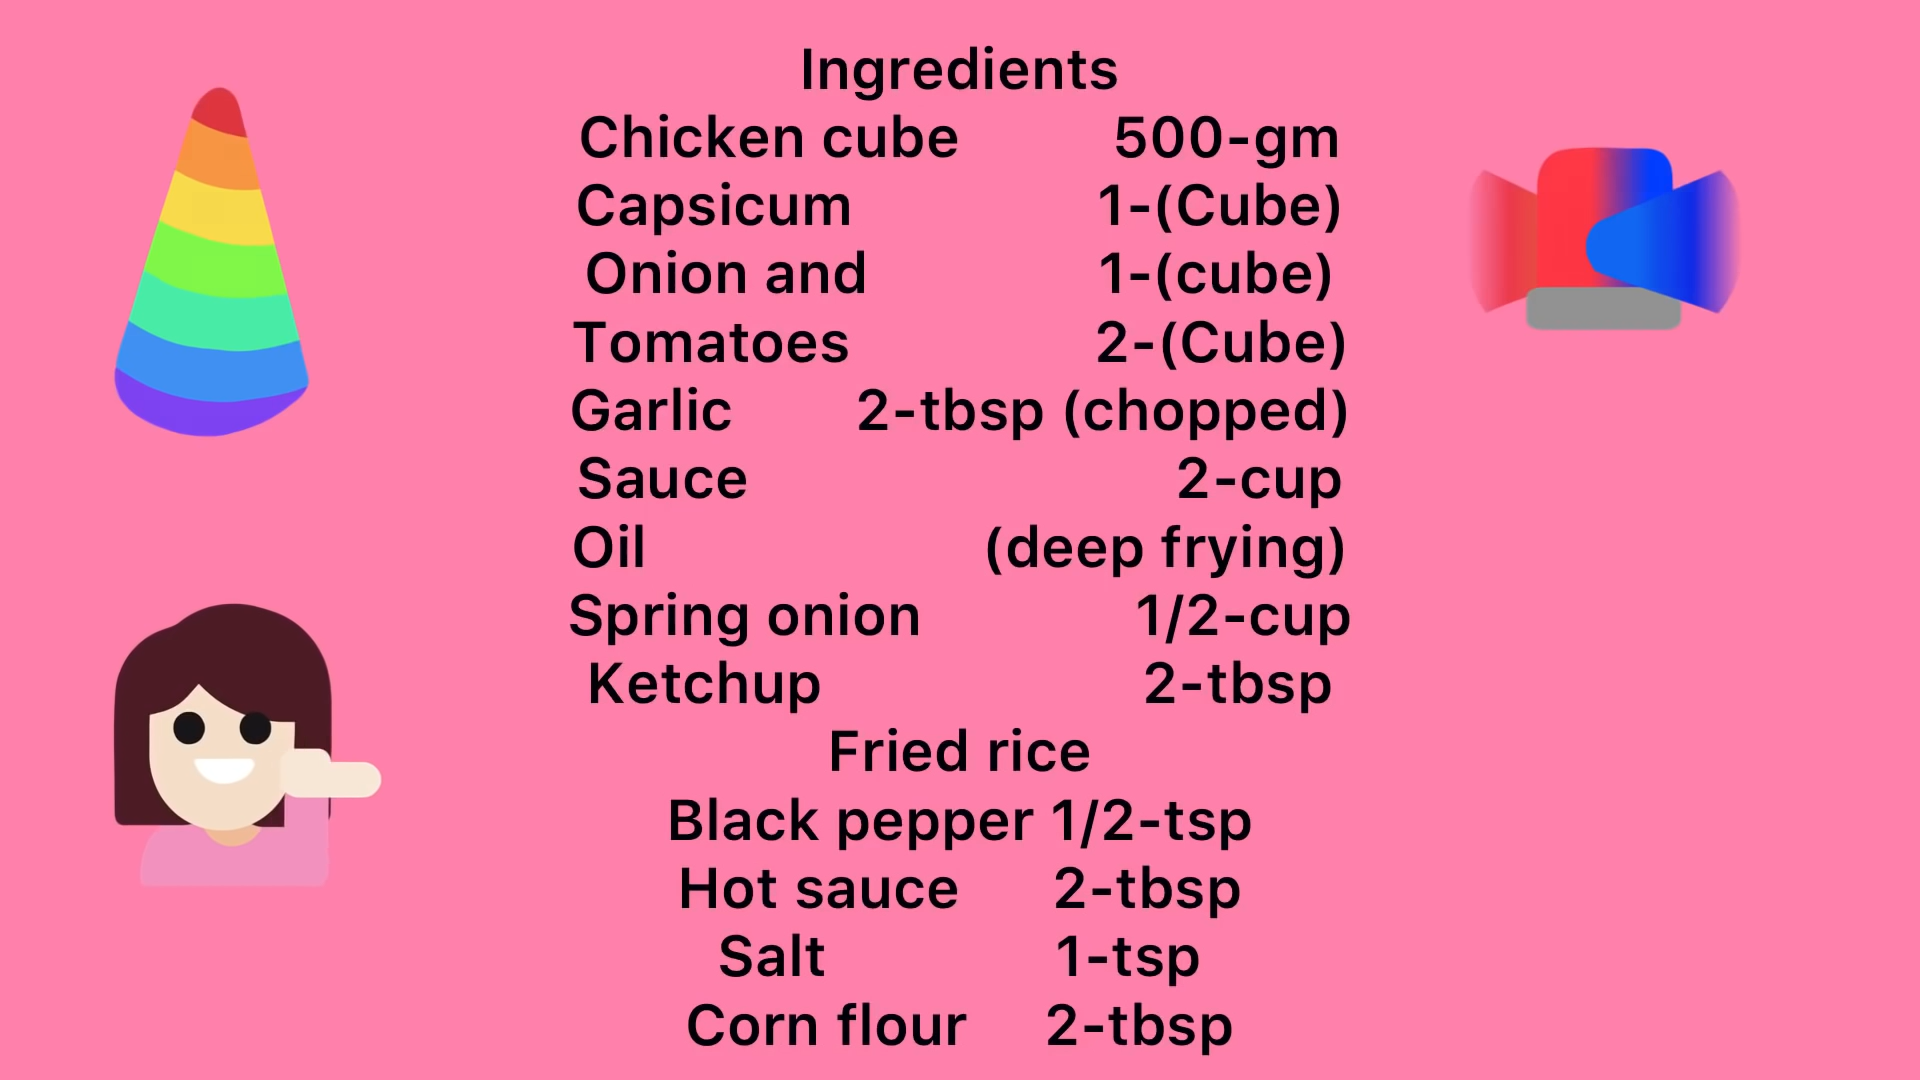 Ingredients
Chicken cube 500-gm
Capsicum 1-(Cube)
Onion and 1-(cube)
Tomatoes 2-(Cube)
Garlic 2-tbsp (chopped)
Sauce 2-cup
Oil (deep frying)
Spring onion 1/2-cup
Ketchup 2-tbsp
Fried rice
Black pepper 1/2-tsp
Hot sauce 2-tbsp
Salt 1-tsp
Corn flour 2-tbsp